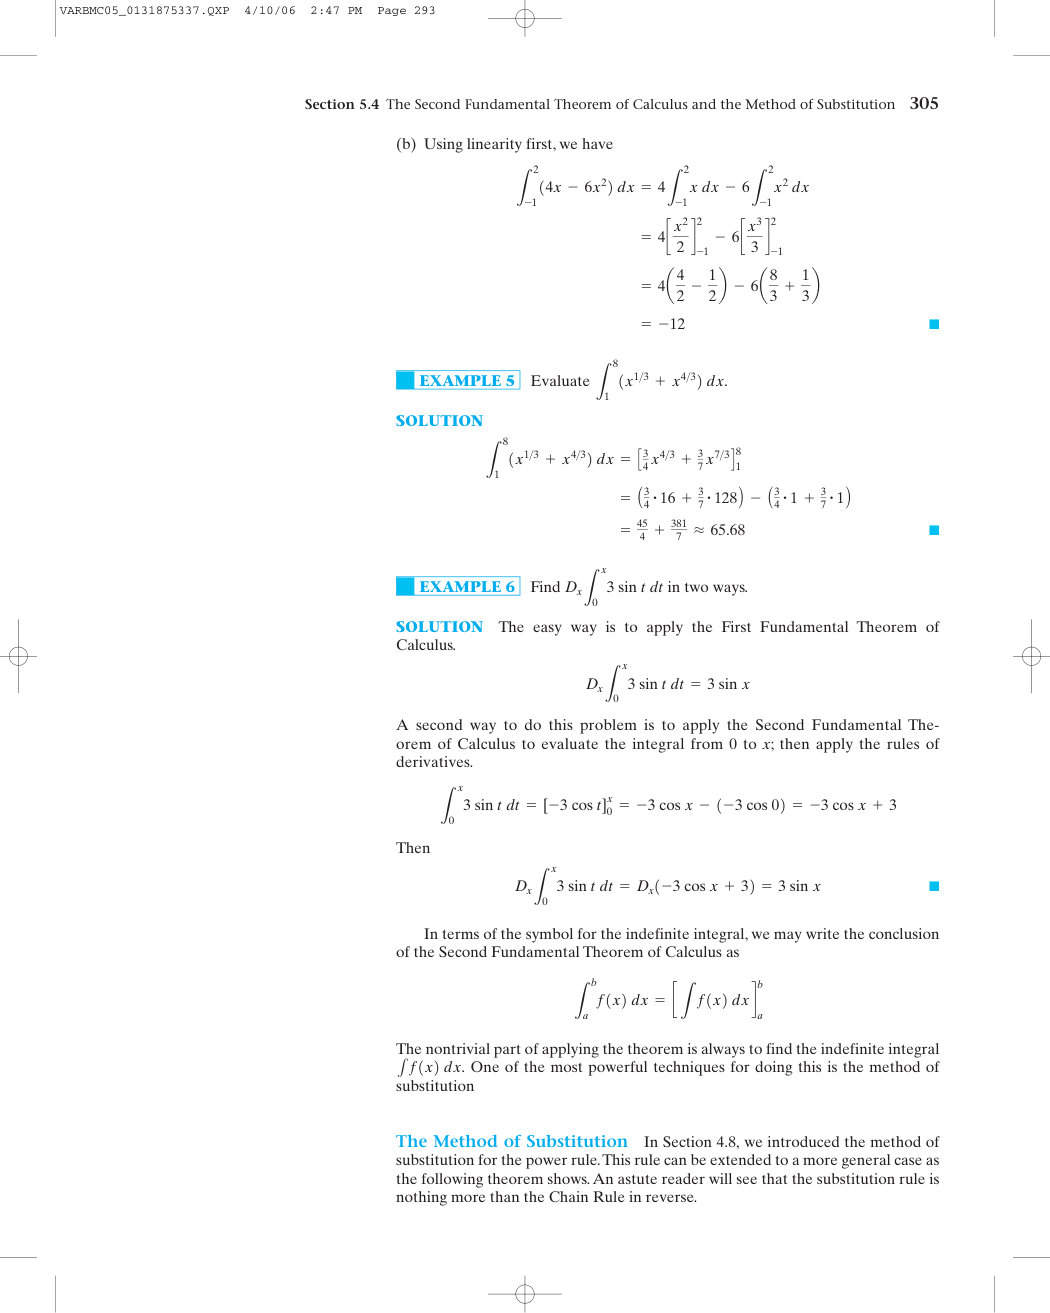 VARBMC05_0131875337.QXP 4/10/06 2:47 PM Page 293
Section 5.4 The Second Fundamental Theorem of Calculus and the Method of Substitution 305
(b) Using linearity first, we have
∫_{−1}^{2} (4x − 6x²) dx = 4 ∫_{−1}^{2} x dx − 6 ∫_{−1}^{2} x² dx
= 4[x²/2]_{−1}^{2} − 6[x³/3]_{−1}^{2}
= 4(4/2 − 1/2) − 6(8/3 + 1/3)
= −12
EXAMPLE 5 Evaluate ∫_{1}^{8} (x^{1/3} + x^{4/3}) dx.
SOLUTION
∫_{1}^{8} (x^{1/3} + x^{4/3}) dx = [3/4 x^{4/3} + 3/7 x^{7/3}]_{1}^{8}
= (3/4 · 16 + 3/7 · 128) − (3/4 · 1 + 3/7 · 1)
= 45/4 + 381/7 ≈ 65.68
EXAMPLE 6 Find D_x ∫_{0}^{x} 3 sin t dt in two ways.
SOLUTION The easy way is to apply the First Fundamental Theorem of
Calculus.
D_x ∫_{0}^{x} 3 sin t dt = 3 sin x
A second way to do this problem is to apply the Second Fundamental The-
orem of Calculus to evaluate the integral from 0 to x; then apply the rules of
derivatives.
∫_{0}^{x} 3 sin t dt = [−3 cos t]_{0}^{x} = −3 cos x − (−3 cos 0) = −3 cos x + 3
Then
D_x ∫_{0}^{x} 3 sin t dt = D_x(−3 cos x + 3) = 3 sin x
In terms of the symbol for the indefinite integral, we may write the conclusion
of the Second Fundamental Theorem of Calculus as
∫_{a}^{b} f(x) dx = [∫ f(x) dx]_{a}^{b}
The nontrivial part of applying the theorem is always to find the indefinite integral
∫ f(x) dx. One of the most powerful techniques for doing this is the method of
substitution
The Method of Substitution In Section 4.8, we introduced the method of
substitution for the power rule. This rule can be extended to a more general case as
the following theorem shows. An astute reader will see that the substitution rule is
nothing more than the Chain Rule in reverse.